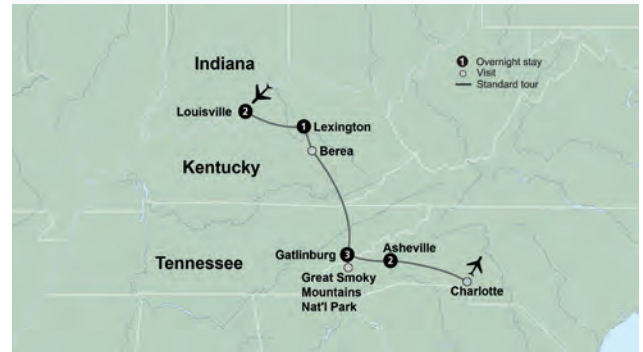 Indiana
1 Overnight stay
Visit
Standard tour
Louisville 2
1 Lexington
Berea
Kentucky
Tennessee
Gatlinburg 3
Asheville
2
Great Smoky
Mountains
Nat'l Park
Charlotte